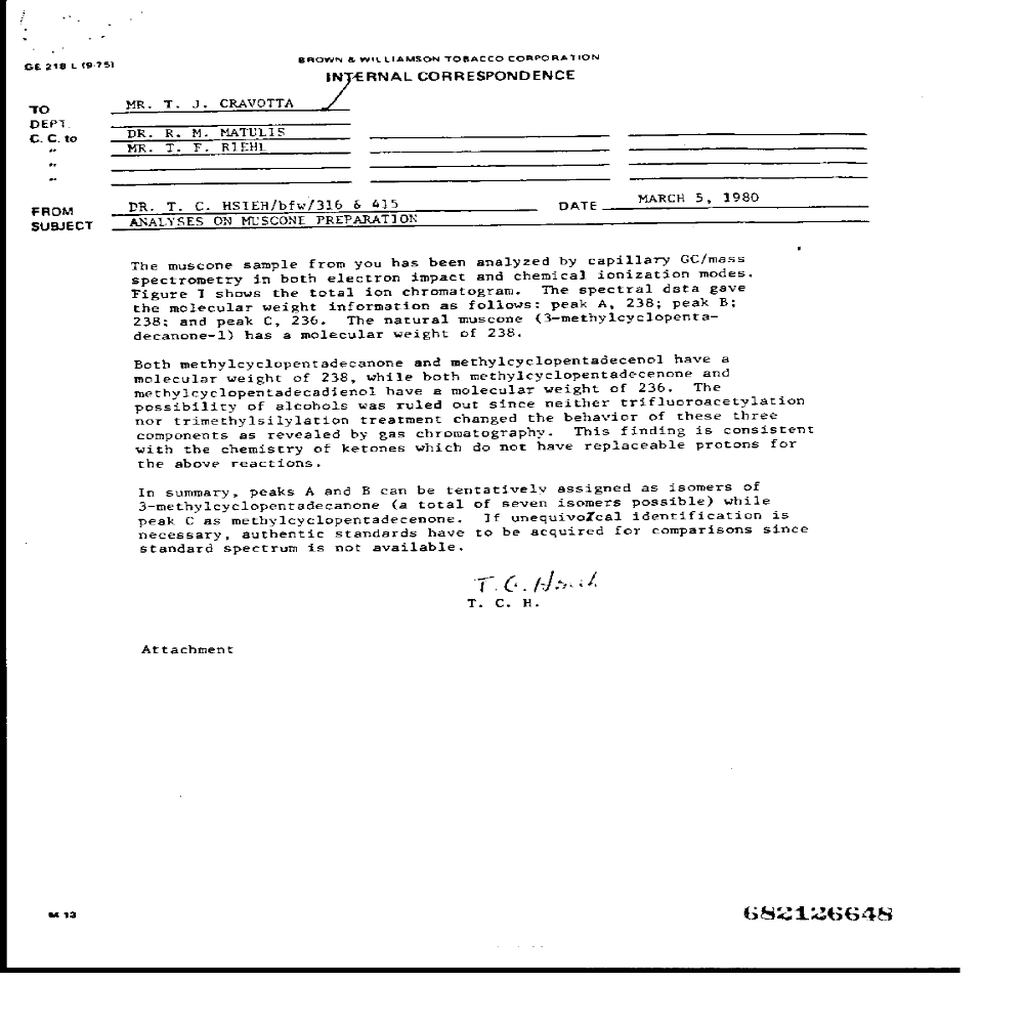 GE 218 L (9-75)
BROWN & WILLIAMSON TOBACCO CORPORATION
INTERNAL CORRESPONDENCE
TO MR. T. J. CRAVOTTA
DEPT.
C. C. to DR. R. M. MATULIS
" MR. T. F. RIEHL
"
"
FROM DR. T. C. HSIEH/bfw/316 & 415 DATE MARCH 5, 1980
SUBJECT ANALYSES ON MUSCONE PREPARATION
The muscone sample from you has been analyzed by capillary GC/mass
spectrometry in both electron impact and chemical ionization modes.
Figure 1 shows the total ion chromatogram. The spectral data gave
the molecular weight information as follows: peak A, 238; peak B;
238; and peak C, 236. The natural muscone (3-methylcyclopenta-
decanone-1) has a molecular weight of 238.
Both methylcyclopentadecanone and methylcyclopentadecenol have a
molecular weight of 238, while both methylcyclopentadecenone and
methylcyclopentadecadienol have a molecular weight of 236. The
possibility of alcohols was ruled out since neither trifluoroacetylation
nor trimethylsilylation treatment changed the behavior of these three
components as revealed by gas chromatography. This finding is consistent
with the chemistry of ketones which do not have replaceable protons for
the above reactions.
In summary, peaks A and B can be tentatively assigned as isomers of
3-methylcyclopentadecanone (a total of seven isomers possible) while
peak C as methylcyclopentadecenone. If unequivocal identification is
necessary, authentic standards have to be acquired for comparisons since
standard spectrum is not available.
T. C. Hsieh
T. C. H.
Attachment
M 13
682126648